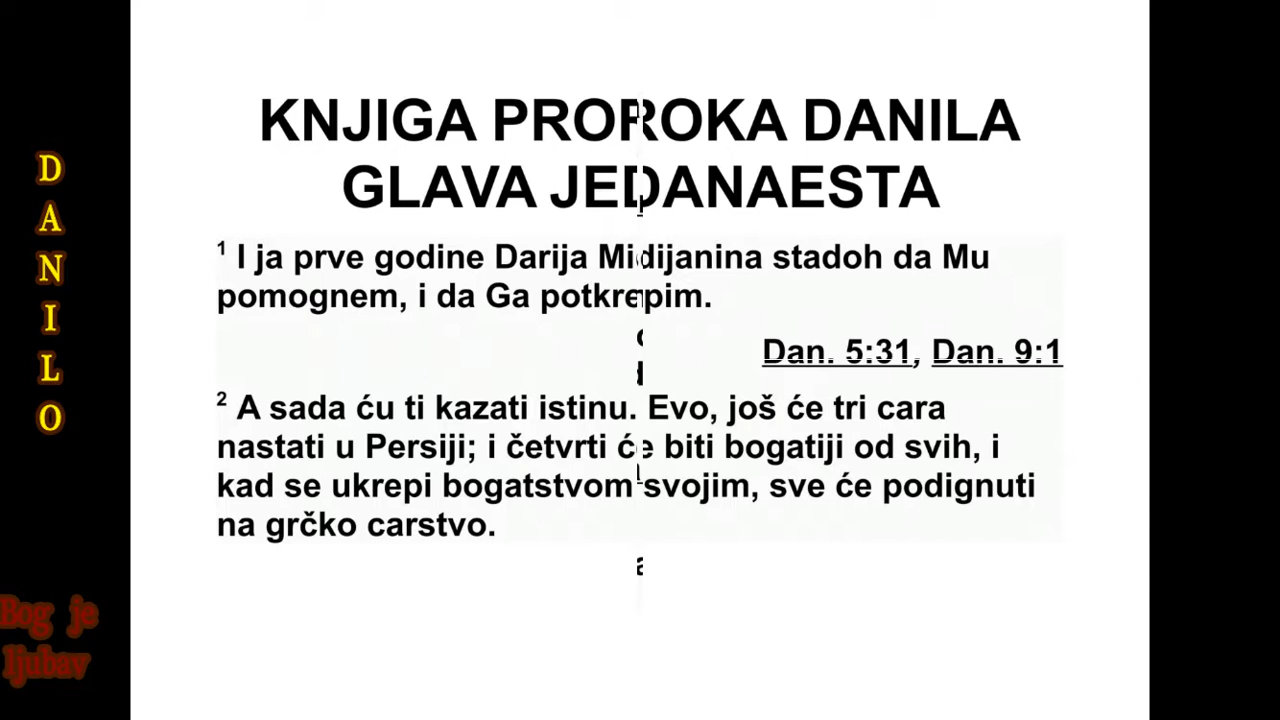 DANILO
Bog je
ljubav
KNJIGA PROROKA DANILA
GLAVA JEDANAESTA
1 I ja prve godine Darija Midijanina stadoh da Mu
pomognem, i da Ga potkrepim.
Dan. 5:31, Dan. 9:1
2 A sada ću ti kazati istinu. Evo, još će tri cara
nastati u Persiji; i četvrti će biti bogatiji od svih, i
kad se ukrepi bogatstvom svojim, sve će podignuti
na grčko carstvo.